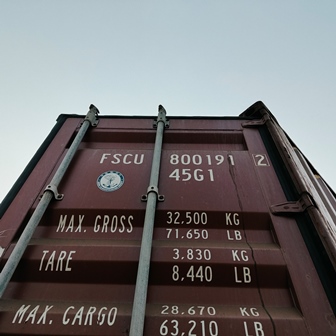 FSCU 800191 2
45G1
MAX. GROSS 32,500 KG
71,650 LB
TARE 3,830 KG
8,440 LB
MAX. CARGO 28,670 KG
63,210 LB